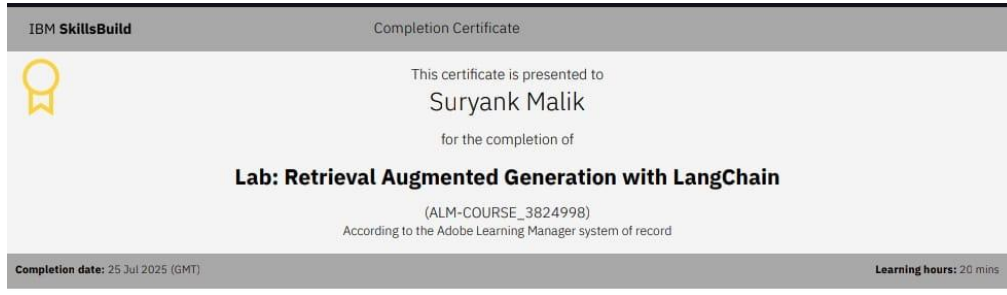 IBM SkillsBuild
Completion Certificate
This certificate is presented to
Suryank Malik
for the completion of
Lab: Retrieval Augmented Generation with LangChain
(ALM-COURSE_3824998)
According to the Adobe Learning Manager system of record
Completion date: 25 Jul 2025 (GMT)
Learning hours: 20 mins